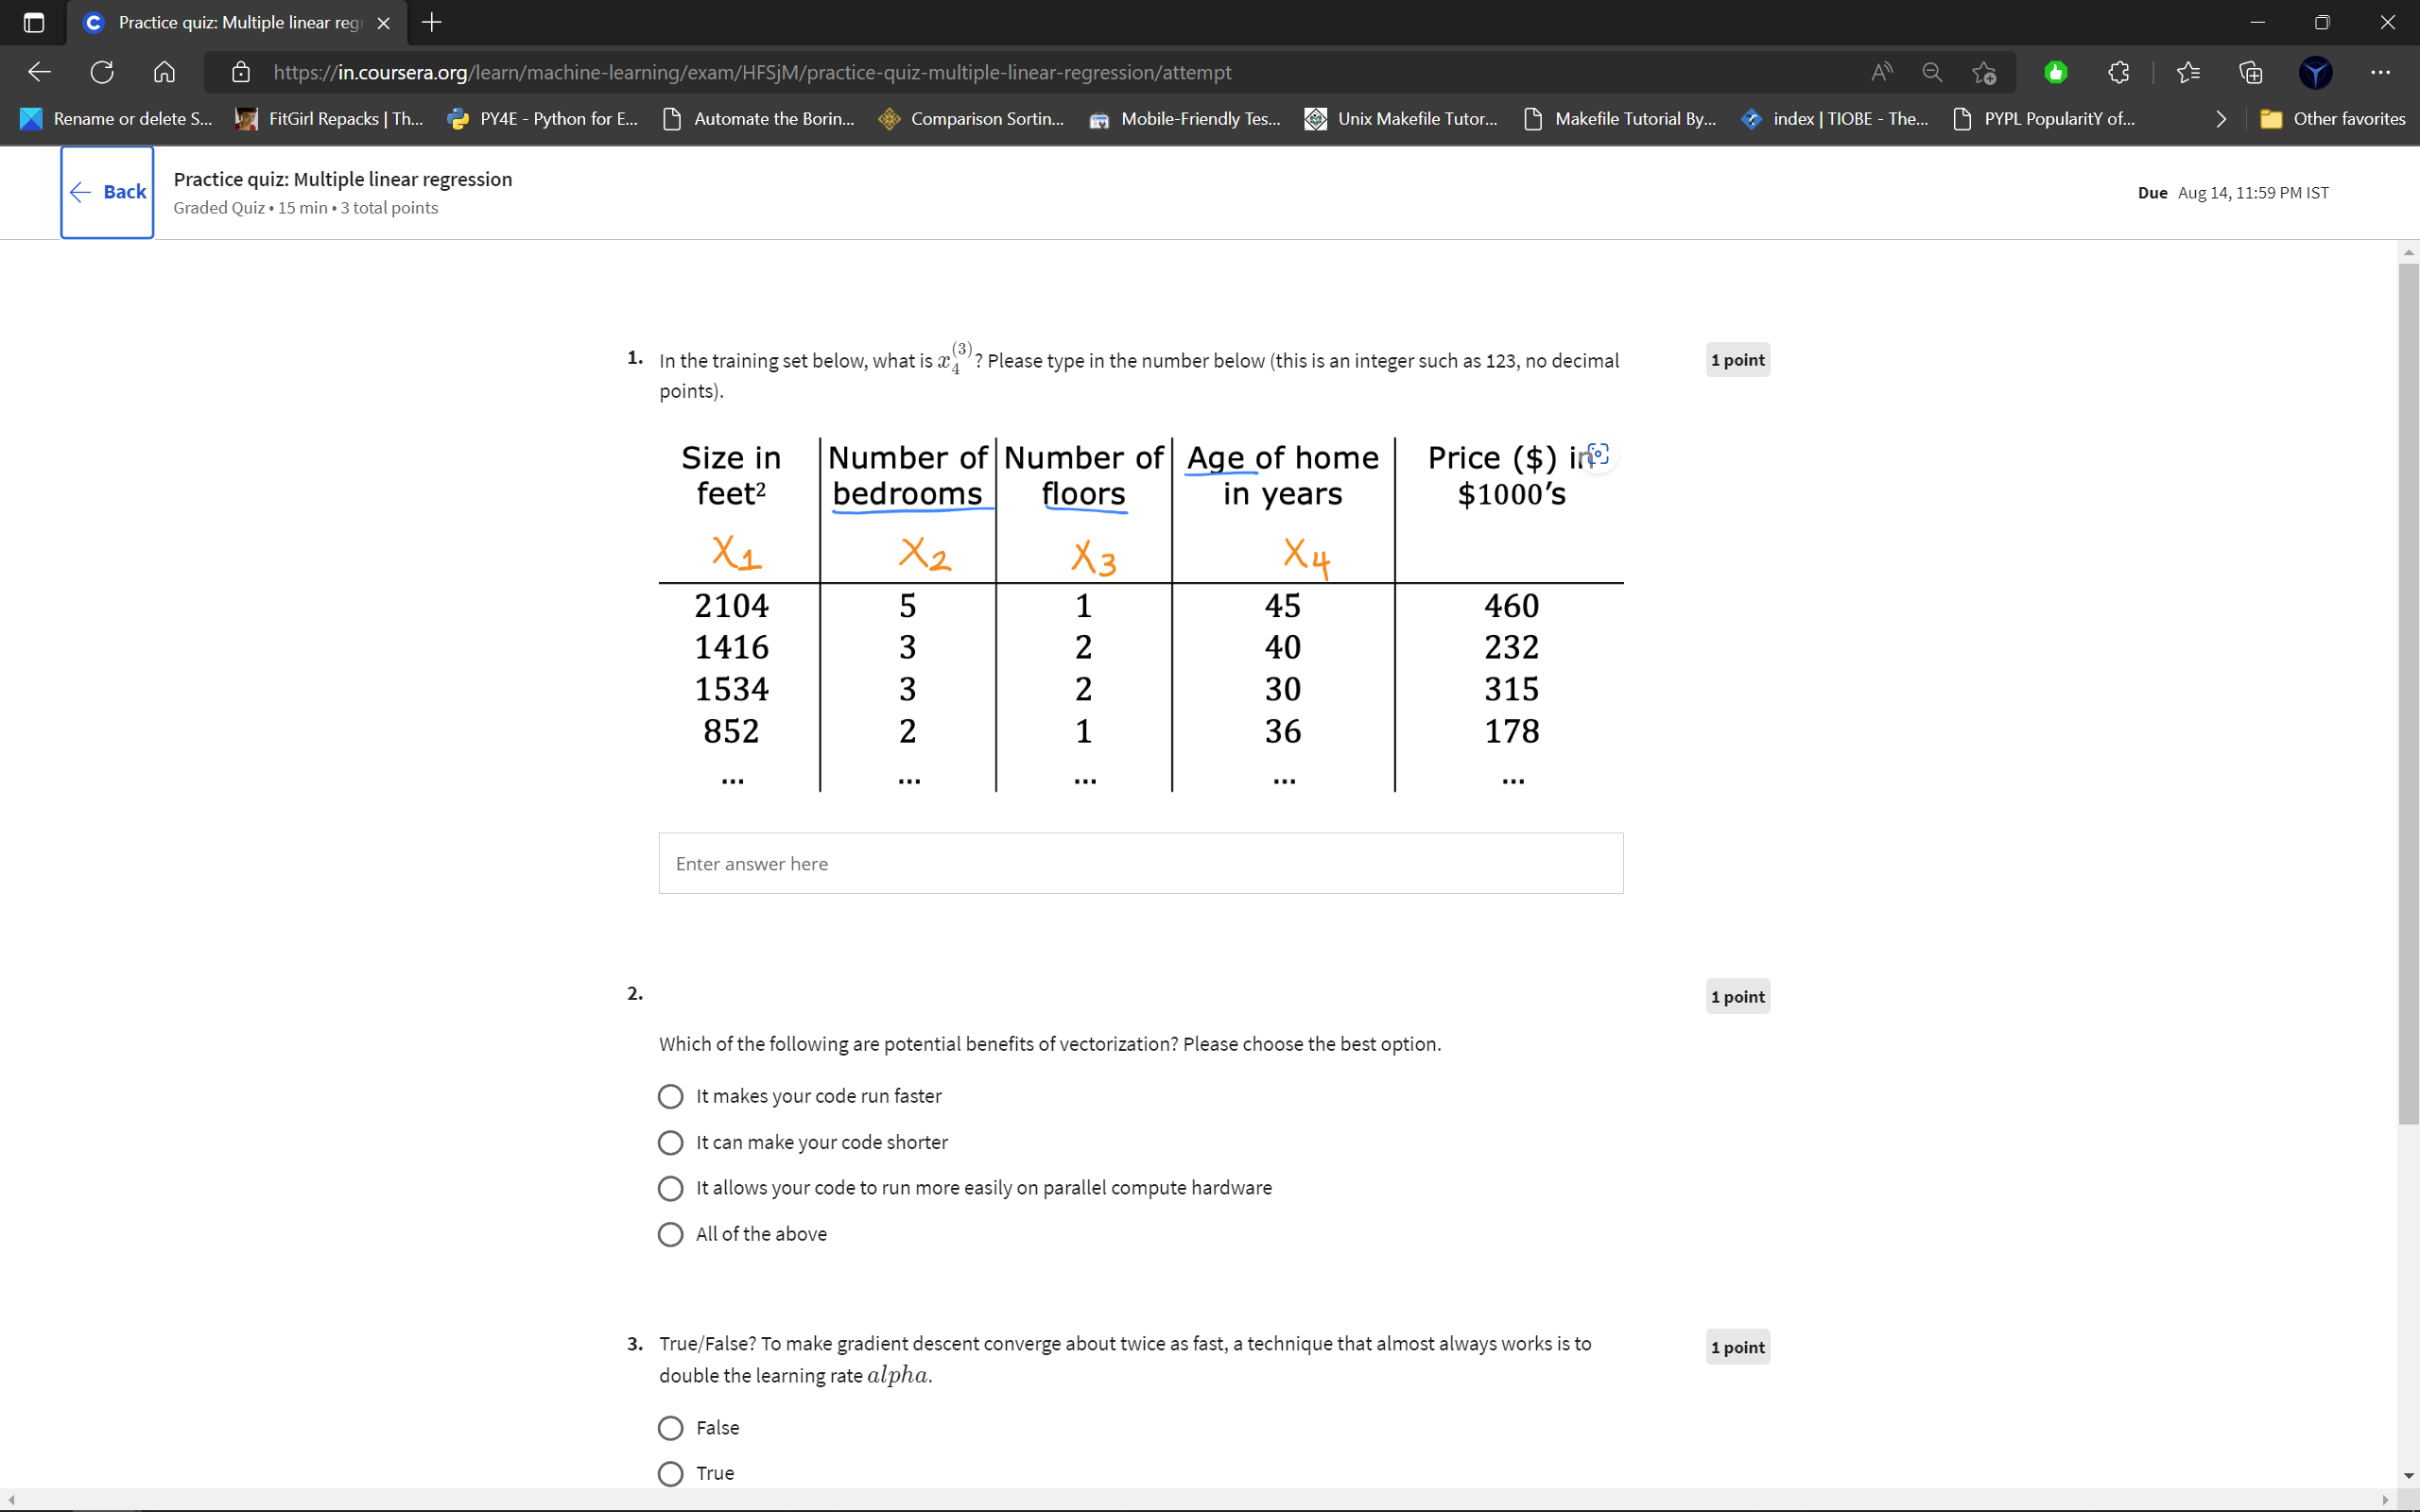 Practice quiz: Multiple linear reg
https://in.coursera.org/learn/machine-learning/exam/HFSjM/practice-quiz-multiple-linear-regression/attempt
Rename or delete S... FitGirl Repacks | Th... PY4E - Python for E... Automate the Borin... Comparison Sortin... Mobile-Friendly Tes... Unix Makefile Tutor... Makefile Tutorial By... index | TIOBE - The... PYPL PopularitY of... Other favorites
Back
Practice quiz: Multiple linear regression
Graded Quiz • 15 min • 3 total points
Due Aug 14, 11:59 PM IST
1. In the training set below, what is x_4^(3)? Please type in the number below (this is an integer such as 123, no decimal
points).
1 point
Size in Number of Number of Age of home Price ($) in
feet² bedrooms floors in years $1000's
X1 X2 X3 X4
2104 5 1 45 460
1416 3 2 40 232
1534 3 2 30 315
852 2 1 36 178
... ... ... ... ...
Enter answer here
2.
1 point
Which of the following are potential benefits of vectorization? Please choose the best option.
It makes your code run faster
It can make your code shorter
It allows your code to run more easily on parallel compute hardware
All of the above
3. True/False? To make gradient descent converge about twice as fast, a technique that almost always works is to
double the learning rate alpha.
1 point
False
True